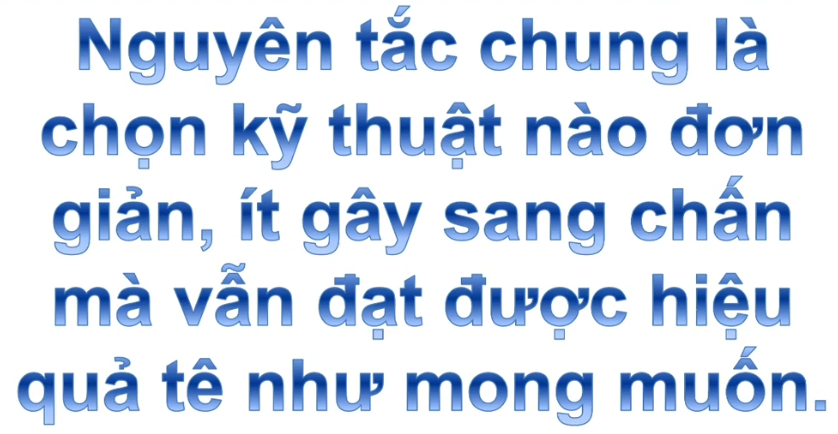 Nguyên tắc chung là
chọn kỹ thuật nào đơn
giản, ít gây sang chấn
mà vẫn đạt được hiệu
quả tê như mong muốn.